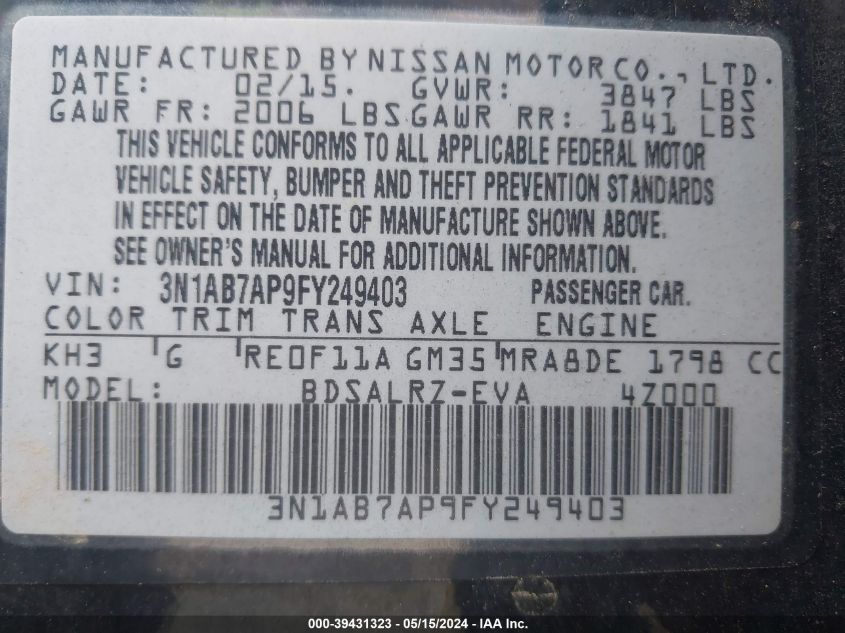 MANUFACTURED BY NISSAN MOTOR CO., LTD.
DATE: 02/15. GVWR: 3847 LBS
GAWR FR: 2006 LBS GAWR RR: 1841 LBS
THIS VEHICLE CONFORMS TO ALL APPLICABLE FEDERAL MOTOR
VEHICLE SAFETY, BUMPER AND THEFT PREVENTION STANDARDS
IN EFFECT ON THE DATE OF MANUFACTURE SHOWN ABOVE.
SEE OWNER'S MANUAL FOR ADDITIONAL INFORMATION.
VIN: 3N1AB7AP9FY249403 PASSENGER CAR.
COLOR TRIM TRANS AXLE ENGINE
KH3 G RE0F11A GM35 MRA8DE 1798 CC
MODEL: BDSALRZ-EVA 4Z000
3N1AB7AP9FY249403
000-39431323 - 05/15/2024 - IAA